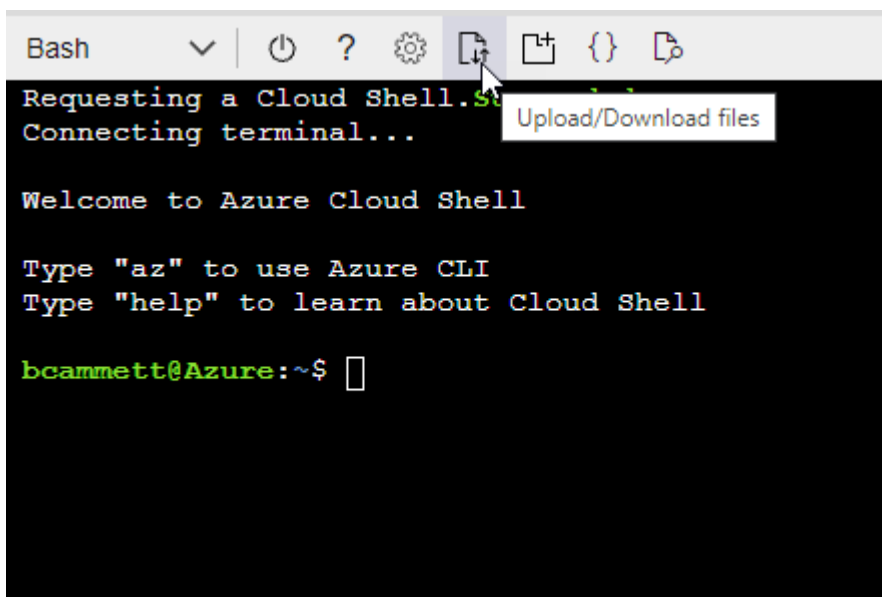 Bash
?
{}
Requesting a Cloud Shell.
Upload/Download files
Connecting terminal...
Welcome to Azure Cloud Shell
Type "az" to use Azure CLI
Type "help" to learn about Cloud Shell
bcammett@Azure:~$